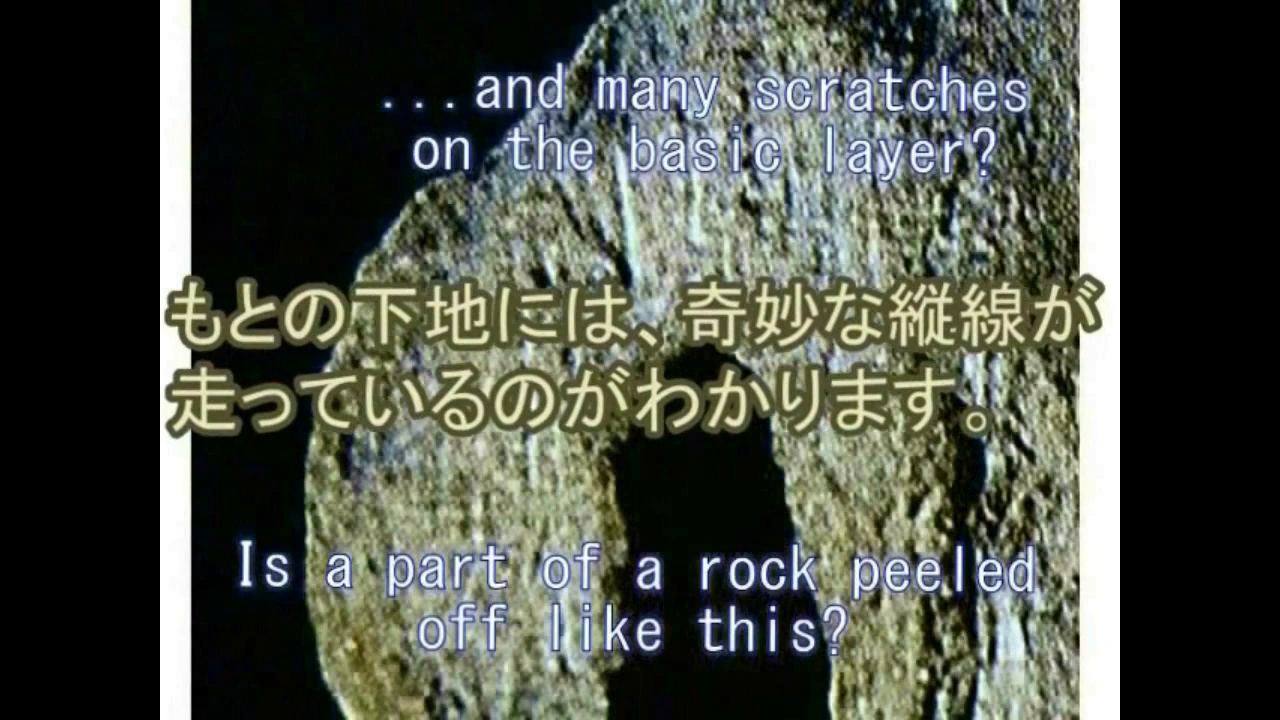 ...and many scratches
on the basic layer?
もとの下地には、奇妙な縦線が
走っているのがわかります。
Is a part of a rock peeled
off like this?